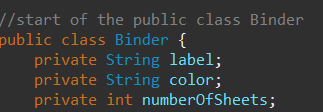 //start of the public class Binder
public class Binder {
    private String label;
    private String color;
    private int numberOfSheets;